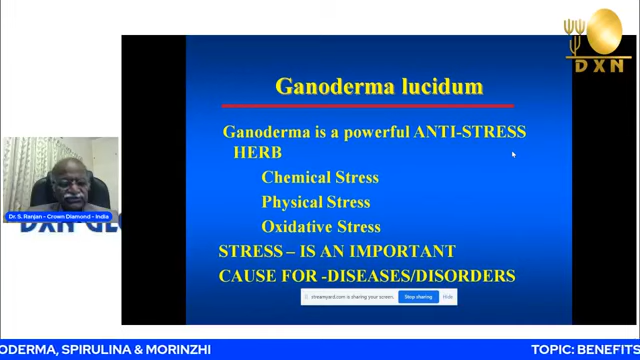 DXN
Ganoderma lucidum
Ganoderma is a powerful ANTI-STRESS
HERB
Chemical Stress
Physical Stress
Oxidative Stress
STRESS – IS AN IMPORTANT
CAUSE FOR -DISEASES/DISORDERS
Dr. S. Ranjan - Crown Diamond - India
streamyard.com is sharing your screen.
Stop sharing
Hide
ODERMA, SPIRULINA & MORINZHI
TOPIC: BENEFITS